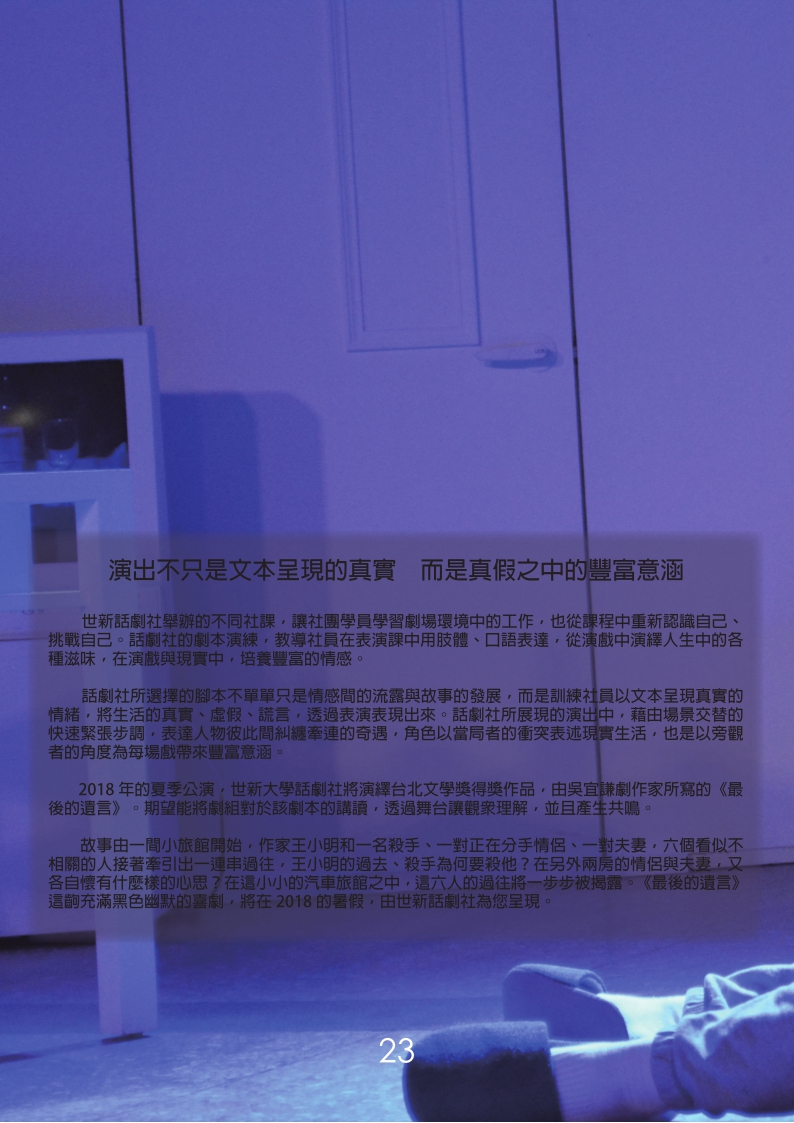 演出不只是文本呈現的真實　而是真假之中的豐富意涵
世新話劇社舉辦的不同社課，讓社團學員學習劇場環境中的工作，也從課程中重新認識自己、
挑戰自己。話劇社的劇本演練，教導社員在表演課中用肢體、口語表達，從演戲中演繹人生中的各
種滋味，在演戲與現實中，培養豐富的情感。
話劇社所選擇的腳本不單單只是情感間的流露與故事的發展，而是訓練社員以文本呈現真實的
情緒，將生活的真實、虛假、謊言，透過表演表現出來。話劇社所展現的演出中，藉由場景交替的
快速緊張步調，表達人物彼此間糾纏牽連的奇遇，角色以當局者的衝突表述現實生活，也是以旁觀
者的角度為每場戲帶來豐富意涵。
2018 年的夏季公演，世新大學話劇社將演繹台北文學獎得獎作品，由吳宜謙劇作家所寫的《最
後的遺言》。期望能將劇組對於該劇本的講讀，透過舞台讓觀眾理解，並且產生共鳴。
故事由一間小旅館開始，作家王小明和一名殺手、一對正在分手情侶、一對夫妻，六個看似不
相關的人接著牽引出一連串過往，王小明的過去、殺手為何要殺他？在另外兩房的情侶與夫妻，又
各自懷有什麼樣的心思？在這小小的汽車旅館之中，這六人的過往將一步步被揭露。《最後的遺言》
這齣充滿黑色幽默的喜劇，將在 2018 的暑假，由世新話劇社為您呈現。
23